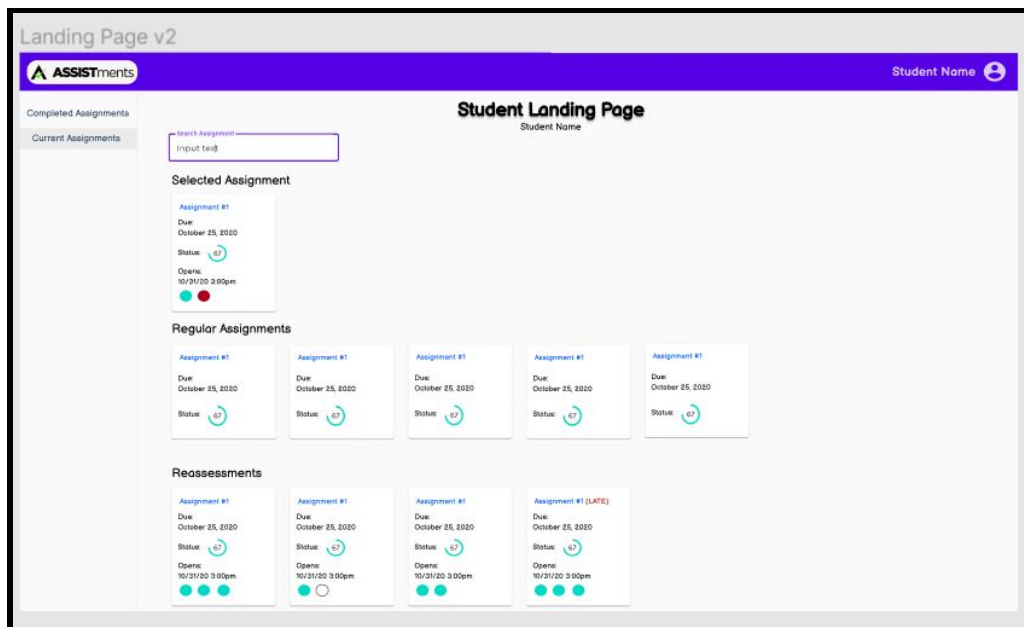 Landing Page v2
ASSISTments
Student Name
Completed Assignments
Current Assignments
Student Landing Page
Student Name
Search Assignment
Input text
Selected Assignment
Assignment #1
Due:
October 25, 2020
Status: 67
Opens:
10/31/20 3:00pm
Regular Assignments
Assignment #1
Due:
October 25, 2020
Status: 67
Assignment #1
Due:
October 25, 2020
Status: 67
Assignment #1
Due:
October 25, 2020
Status: 67
Assignment #1
Due:
October 25, 2020
Status: 67
Assignment #1
Due:
October 25, 2020
Status: 67
Reassessments
Assignment #1
Due:
October 25, 2020
Status: 67
Opens:
10/31/20 3:00pm
Assignment #1
Due:
October 25, 2020
Status: 67
Opens:
10/31/20 3:00pm
Assignment #1
Due:
October 25, 2020
Status: 67
Opens:
10/31/20 3:00pm
Assignment #1 (LATE)
Due:
October 25, 2020
Status: 67
Opens:
10/31/20 3:00pm